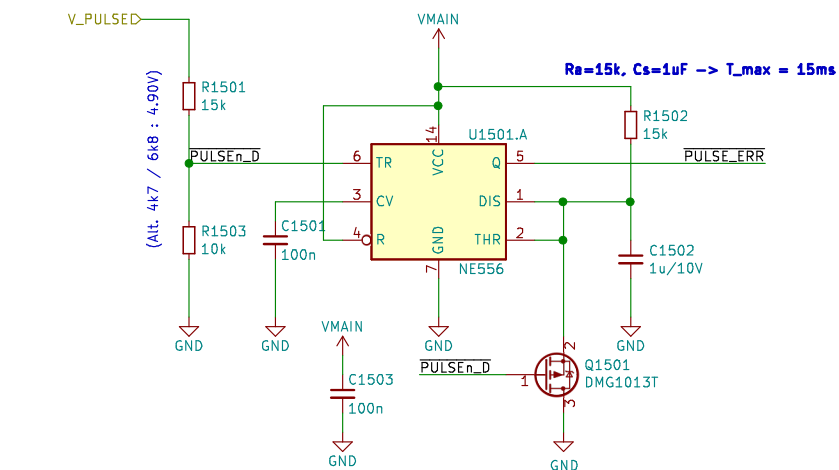 V_PULSE
VMAIN
Ra=15k, Cs=1uF -> T_max = 15ms
(Alt. 4k7 / 6k8 : 4.90V)
R1501
15k
R1502
15k
PULSEn_D
14
U1501.A
6
TR
VCC
Q
5
PULSE_ERR
3
CV
DIS
1
C1501
100n
4
R
GND
THR
2
R1503
10k
7
NE556
C1502
1u/10V
GND
GND
GND
GND
VMAIN
PULSEn_D
1
2
Q1501
DMG1013T
3
C1503
100n
GND
GND